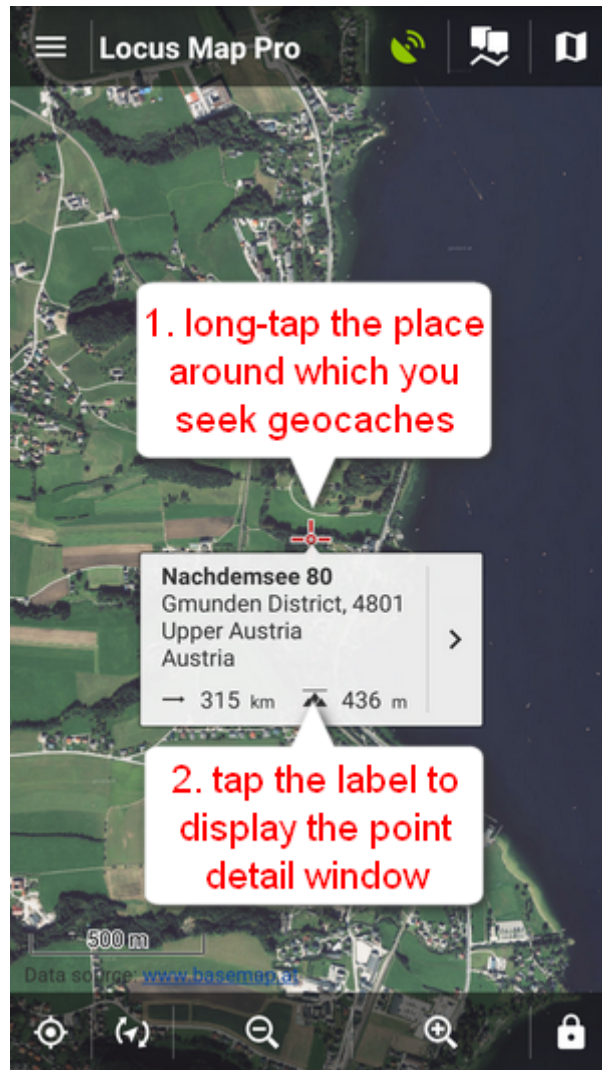 Locus Map Pro
1. long-tap the place
around which you
seek geocaches
Nachdemsee 80
Gmunden District, 4801
Upper Austria
Austria
→ 315 km 436 m
2. tap the label to
display the point
detail window
500 m
Data source: www.basemap.at